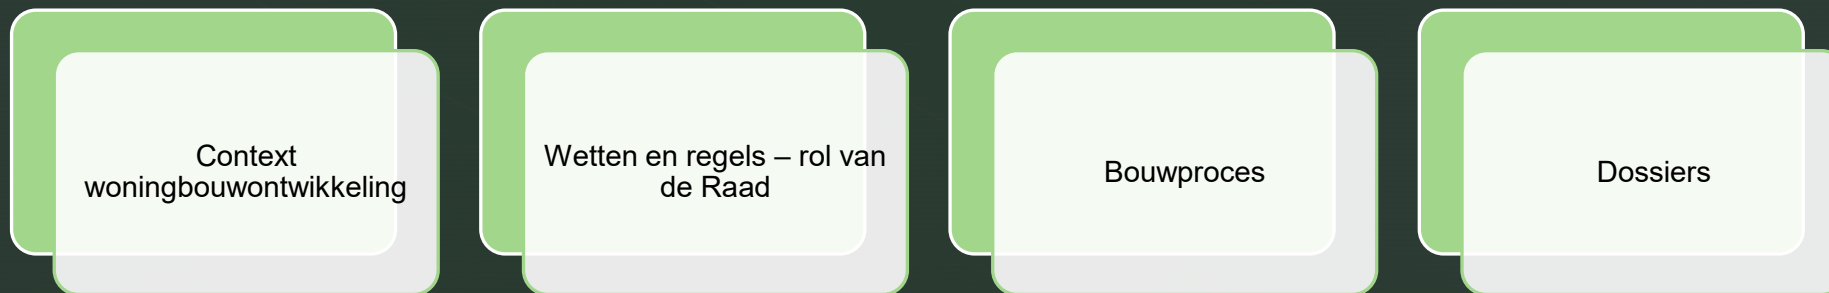 Context
woningbouwontwikkeling
Wetten en regels – rol van
de Raad
Bouwproces
Dossiers